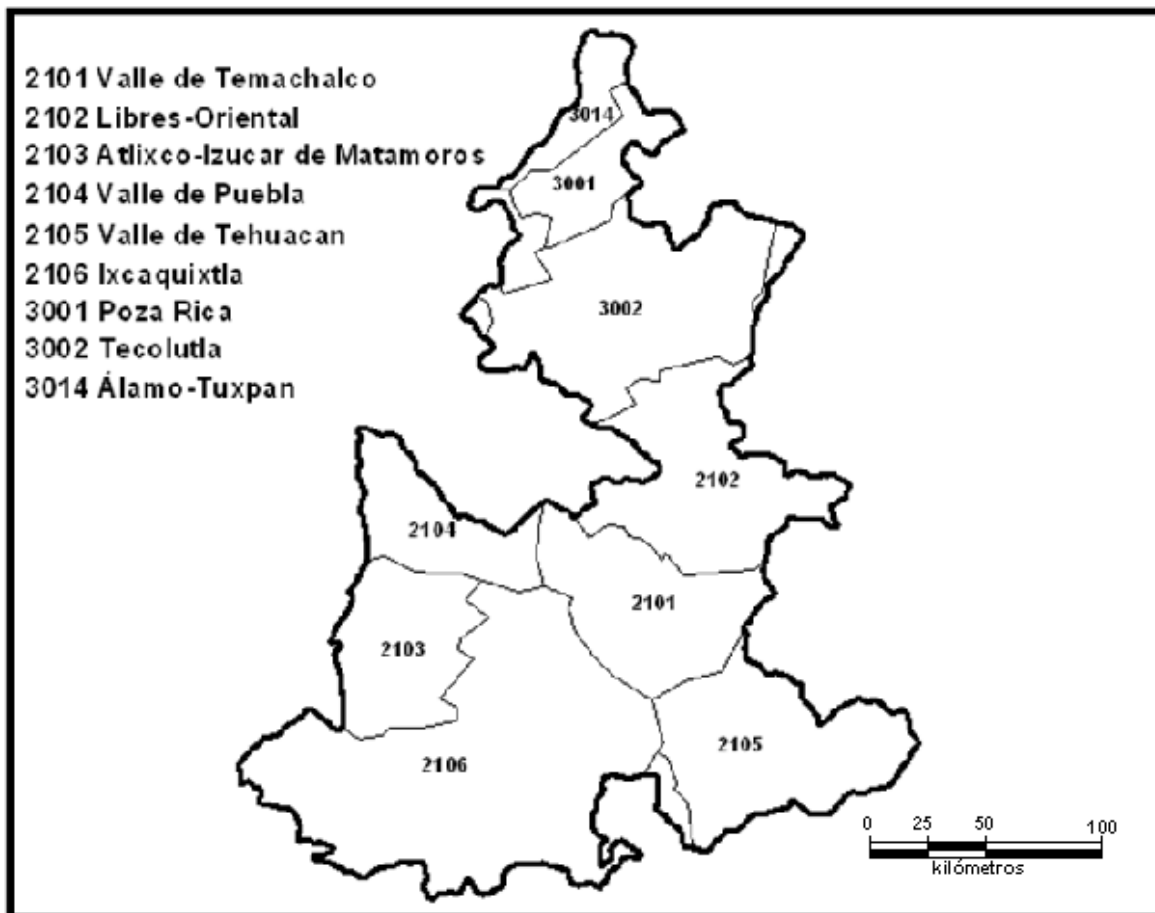 2101 Valle de Temachalco
2102 Libres-Oriental
2103 Atlixco-Izucar de Matamoros
2104 Valle de Puebla
2105 Valle de Tehuacan
2106 Ixcaquixtla
3001 Poza Rica
3002 Tecolutla
3014 Álamo-Tuxpan
3014
3001
3002
2102
2104
2101
2103
2105
2106
0 25 50 100
kilómetros